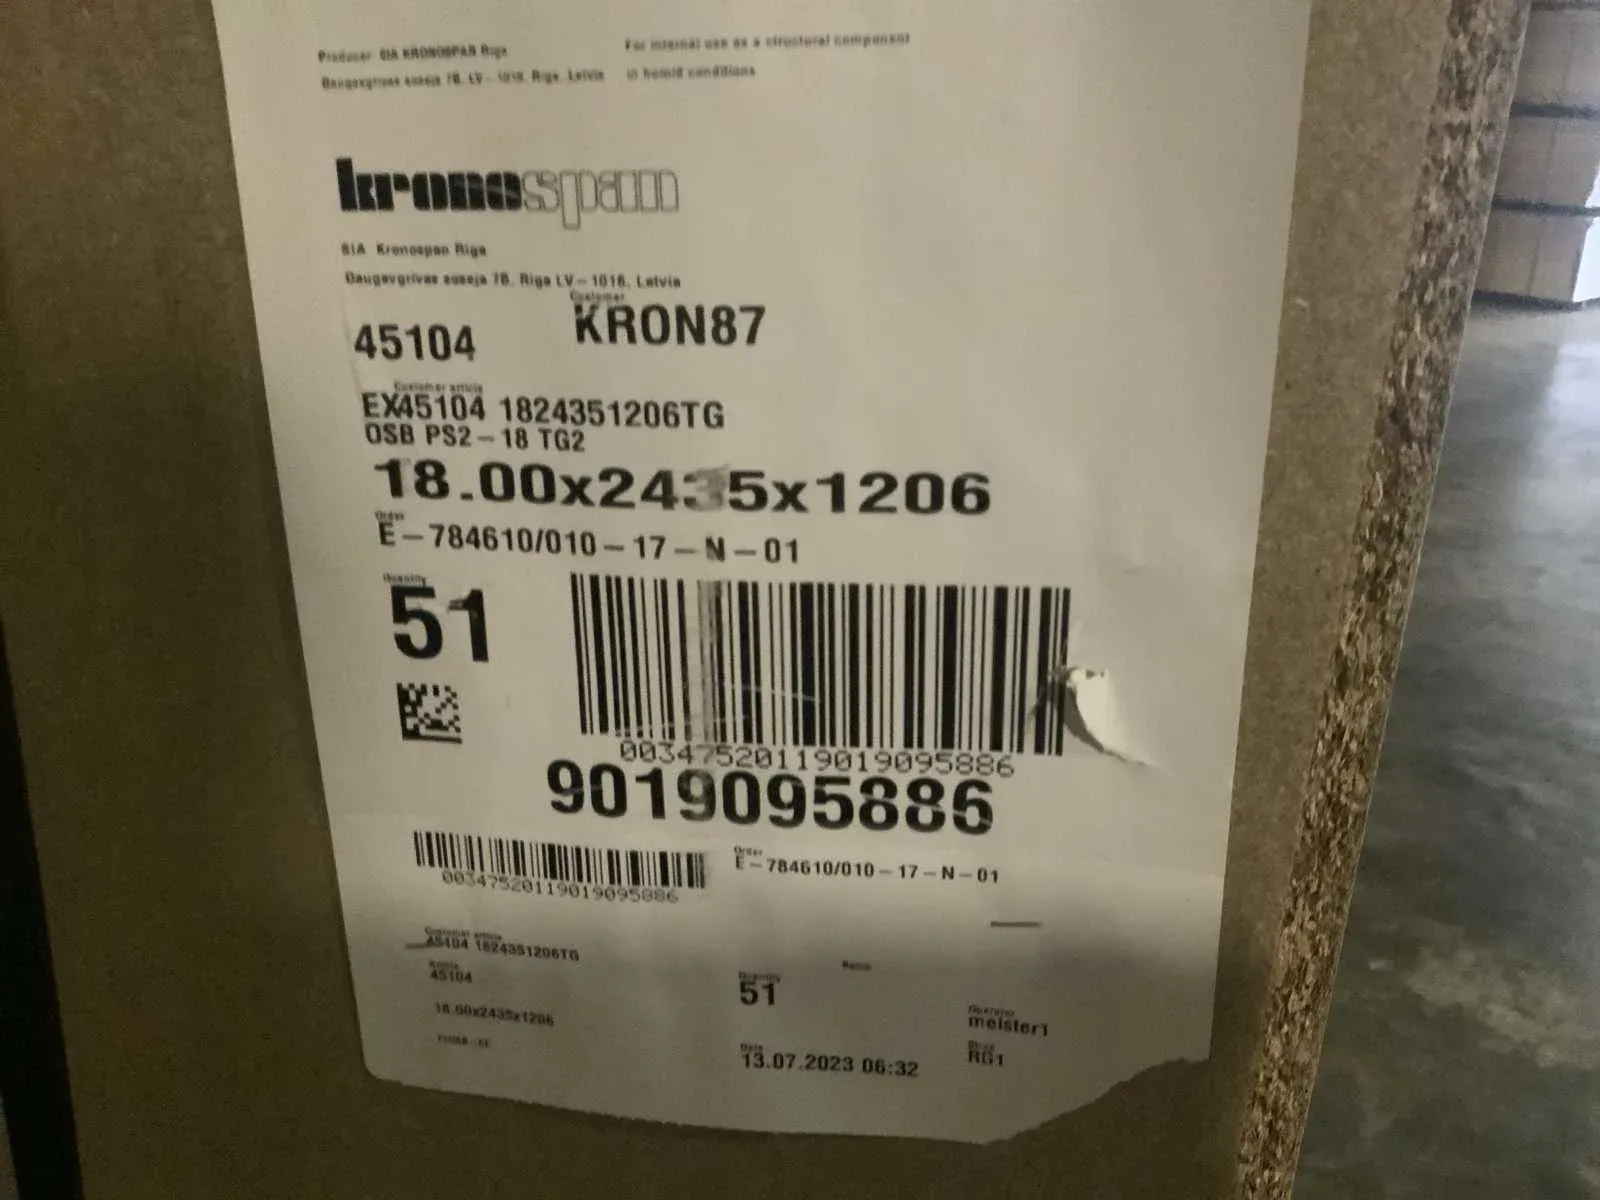 Producer SIA KRONOSPAN Riga
For internal use as a structural component
Daugavgrivas soseja 7B, LV-1016, Riga, Latvia
in homid conditions
kronospan
SIA Kronospan Riga
Daugavgrivas soseja 7B, Riga LV-1016, Latvia
Customer
45104
KRON87
Customer article
EX45104 1824351206TG
OSB PS2-18 TG2
18.00x2435x1206
Order
E-784610/010-17-N-01
Quantity
51
00347520119019095886
9019095886
00347520119019095886
Order
E-784610/010-17-N-01
Customer article
45104 1824351206TG
45104
Quantity
51
18.00x2435x1206
Operator
meister1
Date
13.07.2023 06:32
RG1